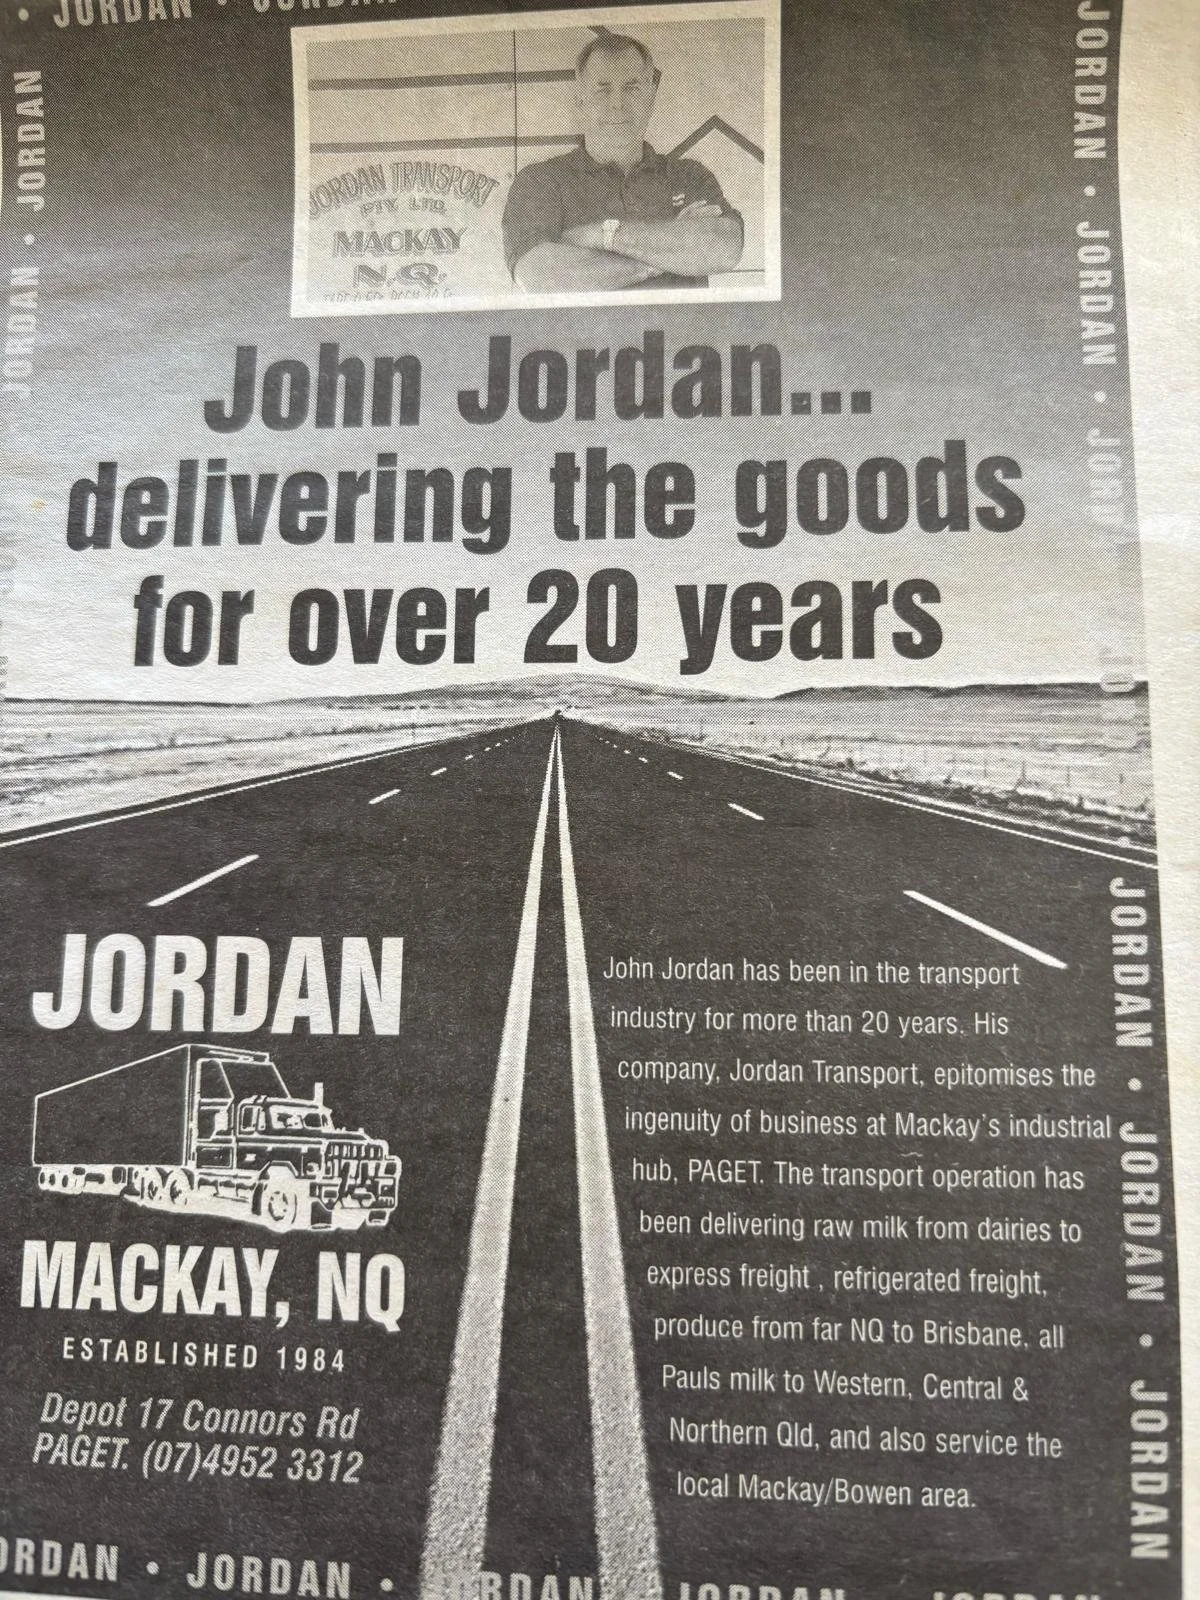 • JORDAN • JORDAN
JORDAN TRANSPORT
PTY. LTD.
MACKAY
N.Q.
John Jordan...
delivering the goods
for over 20 years
JORDAN
MACKAY, NQ
ESTABLISHED 1984
Depot 17 Connors Rd
PAGET. (07)4952 3312
John Jordan has been in the transport
industry for more than 20 years. His
company, Jordan Transport, epitomises the
ingenuity of business at Mackay's industrial
hub, PAGET. The transport operation has
been delivering raw milk from dairies to
express freight , refrigerated freight,
produce from far NQ to Brisbane, all
Pauls milk to Western, Central &
Northern Qld, and also service the
local Mackay/Bowen area.
JORDAN • JORDAN
JORDAN • JORDAN • JORDAN
JORDAN • JORDAN • JORDAN
JORDAN • JORDAN • JORDAN JORDAN JORDAN